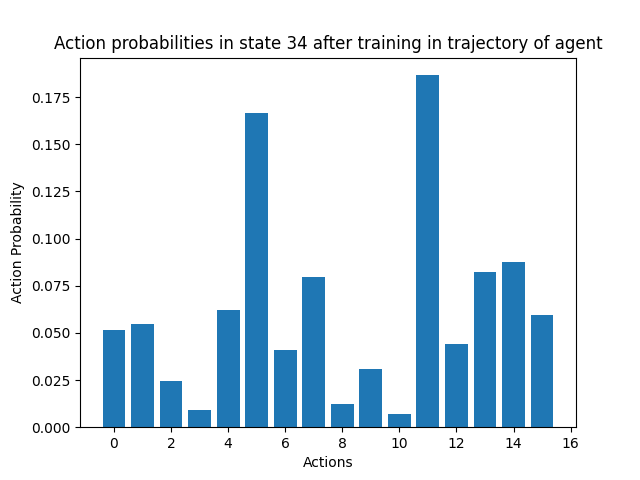 Action probabilities in state 34 after training in trajectory of agent
0.175
0.150
0.125
0.100
0.075
0.050
0.025
0.000
Action Probability
0 2 4 6 8 10 12 14 16
Actions